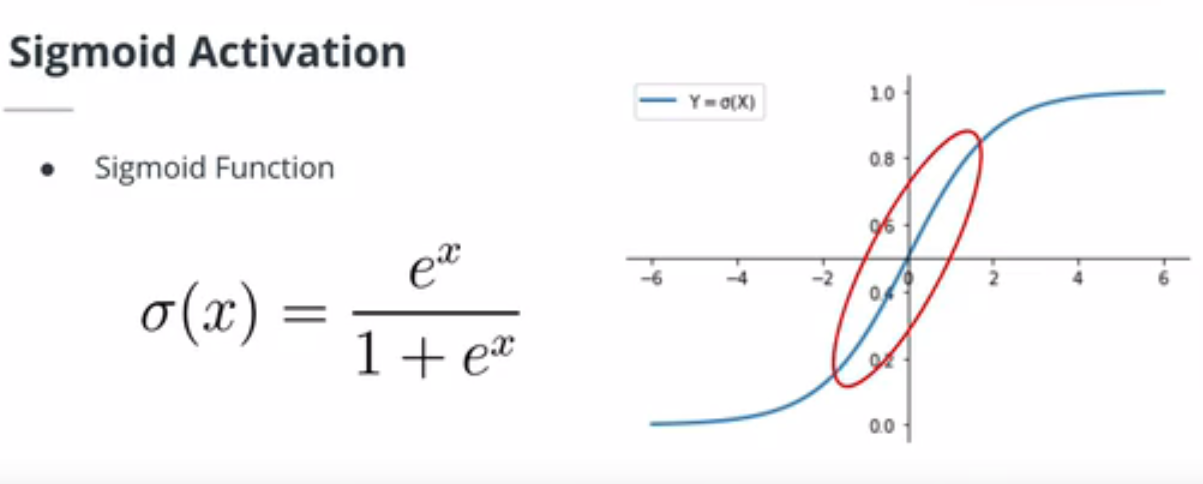 Sigmoid Activation
Sigmoid Function
σ(x) = e^x / (1 + e^x)
Y = σ(X)
1.0
0.8
0.6
−6 −4 −2 0 2 4 6
0.4
0.2
0.0